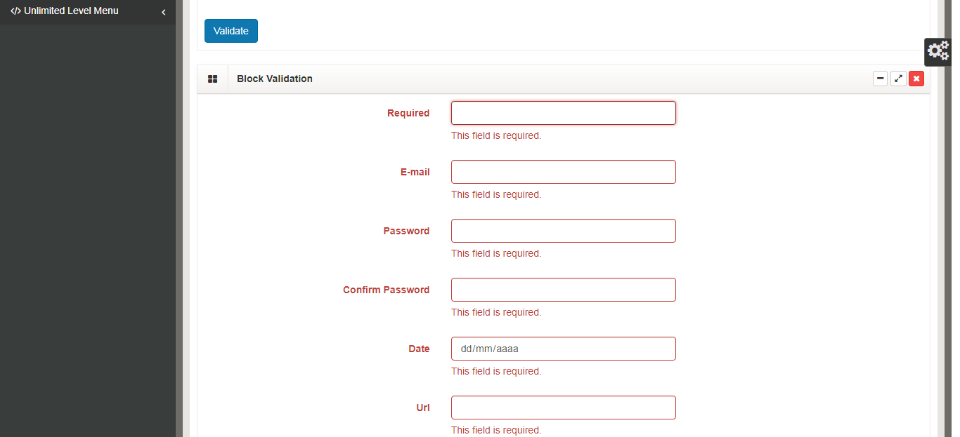 </> Unlimited Level Menu
Validate
Block Validation
Required
This field is required.
E-mail
This field is required.
Password
This field is required.
Confirm Password
This field is required.
Date
dd/mm/aaaa
This field is required.
Url
This field is required.